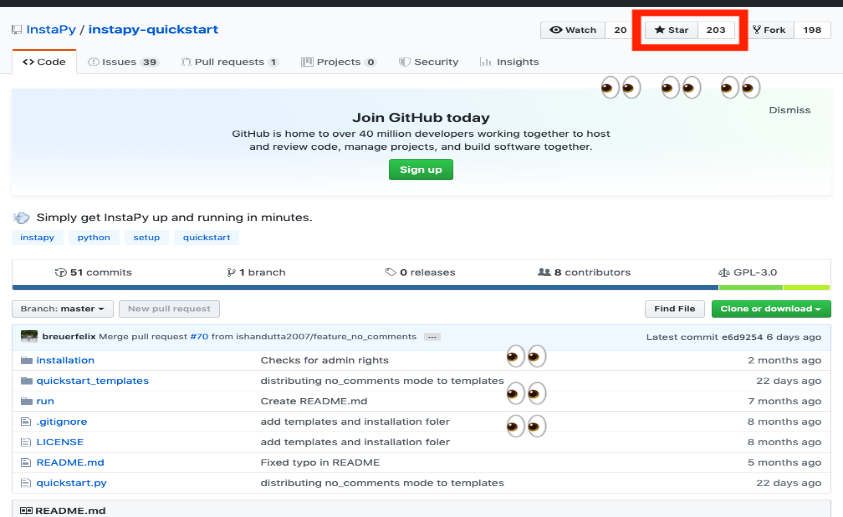 InstaPy / instapy-quickstart
Watch 20 Star 203 Fork 198
Code Issues 39 Pull requests 1 Projects 0 Security Insights
Dismiss
Join GitHub today
GitHub is home to over 40 million developers working together to host
and review code, manage projects, and build software together.
Sign up
Simply get InstaPy up and running in minutes.
instapy python setup quickstart
51 commits 1 branch 0 releases 8 contributors GPL-3.0
Branch: master New pull request Find File Clone or download
breuerfelix Merge pull request #70 from ishandutta2007/feature_no_comments ... Latest commit e6d9254 6 days ago
installation Checks for admin rights 2 months ago
quickstart_templates distributing no_comments mode to templates 22 days ago
run Create README.md 7 months ago
.gitignore add templates and installation foler 8 months ago
LICENSE add templates and installation foler 8 months ago
README.md Fixed typo in README 5 months ago
quickstart.py distributing no_comments mode to templates 22 days ago
README.md